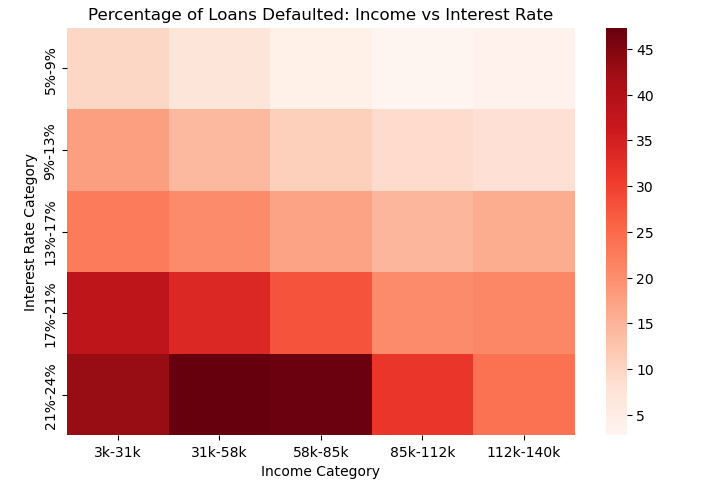 Percentage of Loans Defaulted: Income vs Interest Rate
Interest Rate Category
5%-9%
9%-13%
13%-17%
17%-21%
21%-24%
3k-31k
31k-58k
58k-85k
85k-112k
112k-140k
Income Category
45
40
35
30
25
20
15
10
5